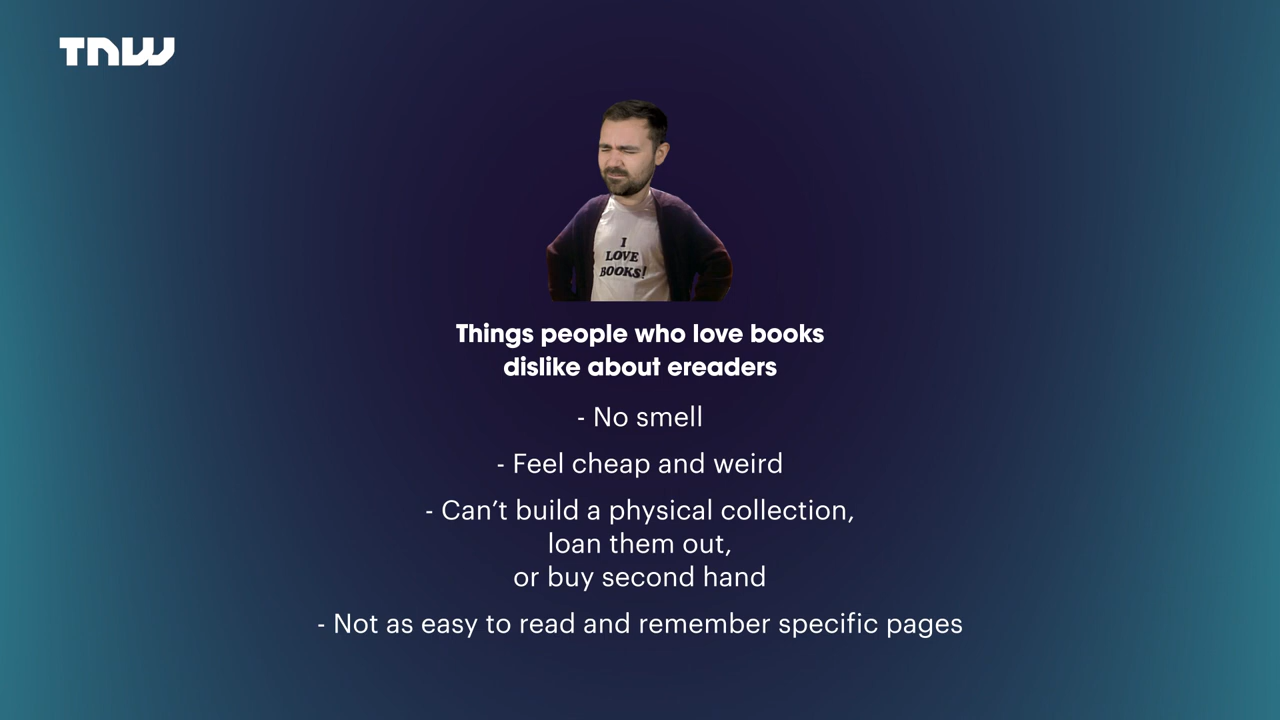 TNW
I
LOVE
BOOKS!
Things people who love books
dislike about ereaders
- No smell
- Feel cheap and weird
- Can’t build a physical collection,
loan them out,
or buy second hand
- Not as easy to read and remember specific pages